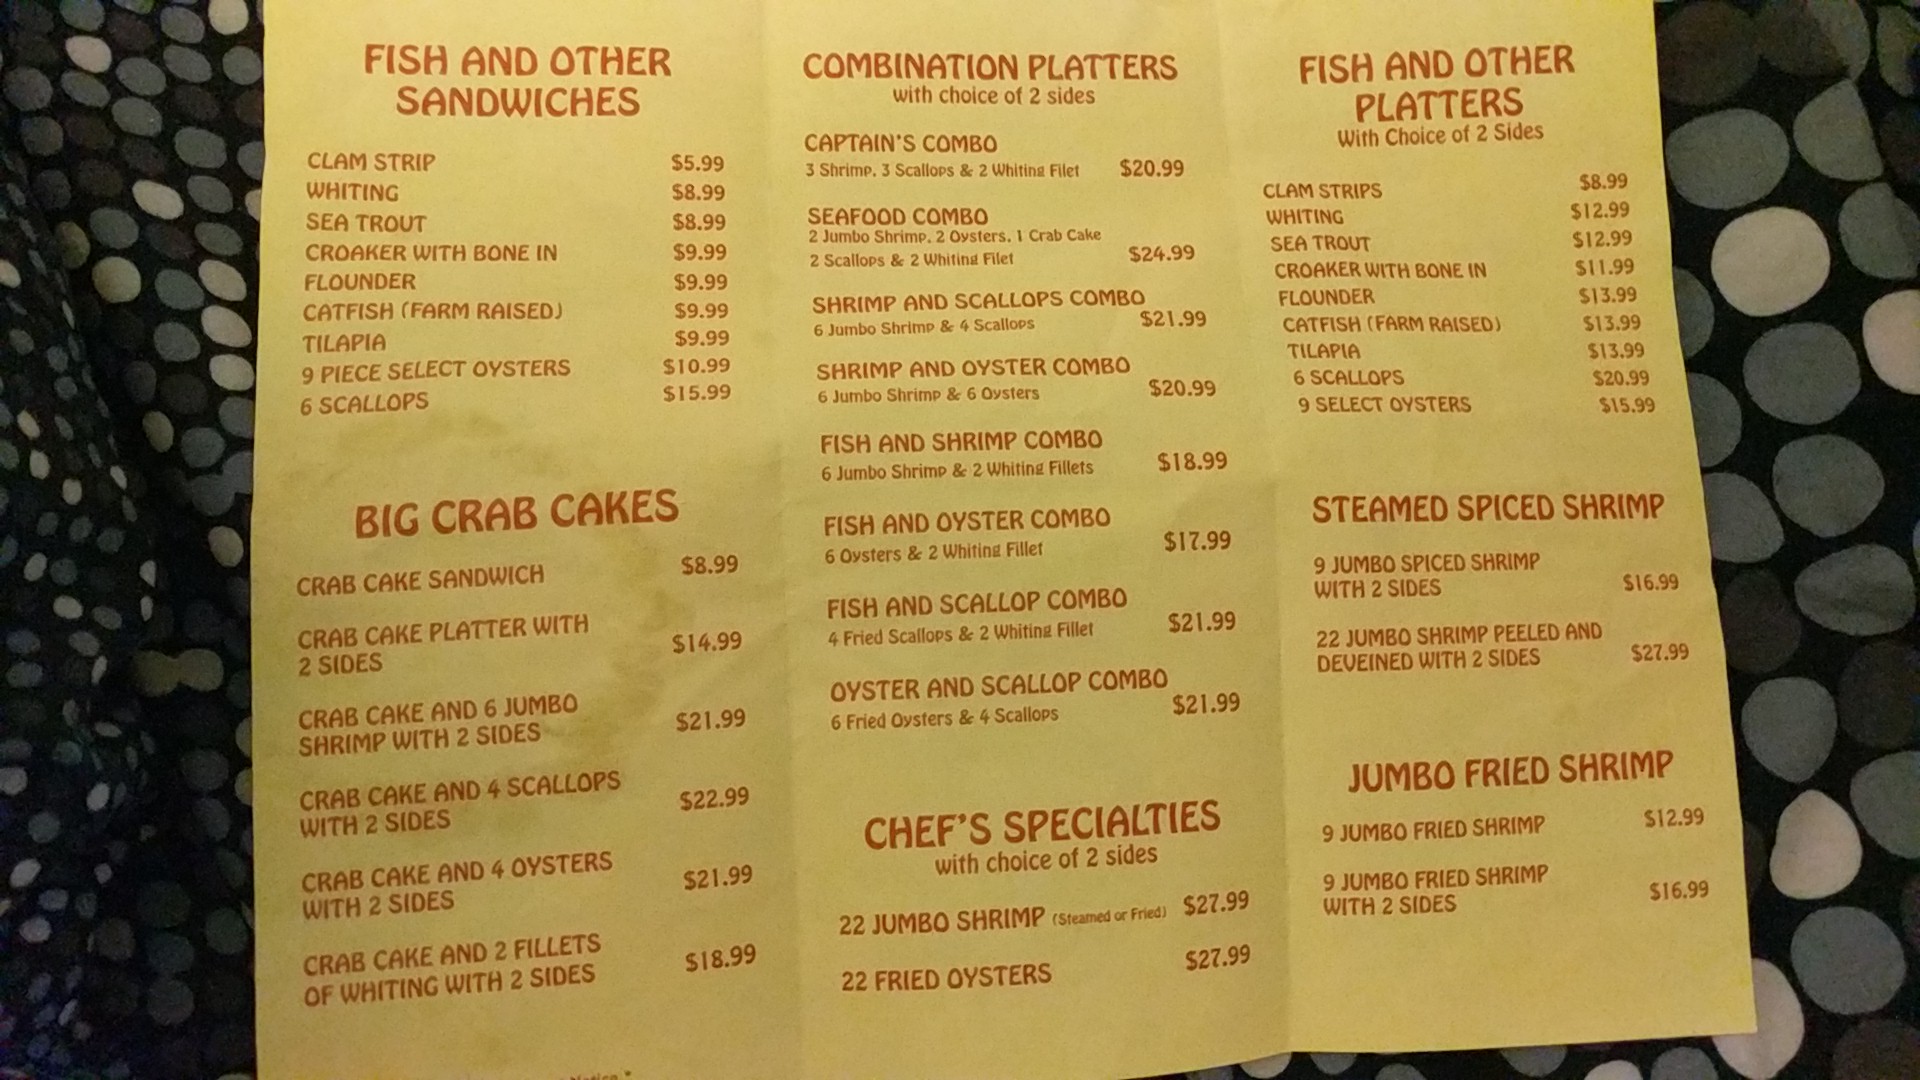 FISH AND OTHER
SANDWICHES
CLAM STRIP $5.99
WHITING $8.99
SEA TROUT $8.99
CROAKER WITH BONE IN $9.99
FLOUNDER $9.99
CATFISH (FARM RAISED) $9.99
TILAPIA $9.99
9 PIECE SELECT OYSTERS $10.99
6 SCALLOPS $15.99
BIG CRAB CAKES
CRAB CAKE SANDWICH $8.99
CRAB CAKE PLATTER WITH
2 SIDES $14.99
CRAB CAKE AND 6 JUMBO
SHRIMP WITH 2 SIDES $21.99
CRAB CAKE AND 4 SCALLOPS
WITH 2 SIDES $22.99
CRAB CAKE AND 4 OYSTERS
WITH 2 SIDES $21.99
CRAB CAKE AND 2 FILLETS
OF WHITING WITH 2 SIDES $18.99
COMBINATION PLATTERS
with choice of 2 sides
CAPTAIN'S COMBO
3 Shrimp, 3 Scallops & 2 Whiting Filet $20.99
SEAFOOD COMBO
2 Jumbo Shrimp, 2 Oysters, 1 Crab Cake
2 Scallops & 2 Whiting Filet $24.99
SHRIMP AND SCALLOPS COMBO
6 Jumbo Shrimp & 4 Scallops $21.99
SHRIMP AND OYSTER COMBO
6 Jumbo Shrimp & 6 Oysters $20.99
FISH AND SHRIMP COMBO
6 Jumbo Shrimp & 2 Whiting Fillets $18.99
FISH AND OYSTER COMBO
6 Oysters & 2 Whiting Fillet $17.99
FISH AND SCALLOP COMBO
4 Fried Scallops & 2 Whiting Fillet $21.99
OYSTER AND SCALLOP COMBO
6 Fried Oysters & 4 Scallops $21.99
CHEF'S SPECIALTIES
with choice of 2 sides
22 JUMBO SHRIMP (Steamed or Fried) $27.99
22 FRIED OYSTERS $27.99
FISH AND OTHER
PLATTERS
With Choice of 2 Sides
CLAM STRIPS $8.99
WHITING $12.99
SEA TROUT $12.99
CROAKER WITH BONE IN $11.99
FLOUNDER $13.99
CATFISH (FARM RAISED) $13.99
TILAPIA $13.99
6 SCALLOPS $20.99
9 SELECT OYSTERS $15.99
STEAMED SPICED SHRIMP
9 JUMBO SPICED SHRIMP
WITH 2 SIDES $16.99
22 JUMBO SHRIMP PEELED AND
DEVEINED WITH 2 SIDES $27.99
JUMBO FRIED SHRIMP
9 JUMBO FRIED SHRIMP $12.99
9 JUMBO FRIED SHRIMP
WITH 2 SIDES $16.99